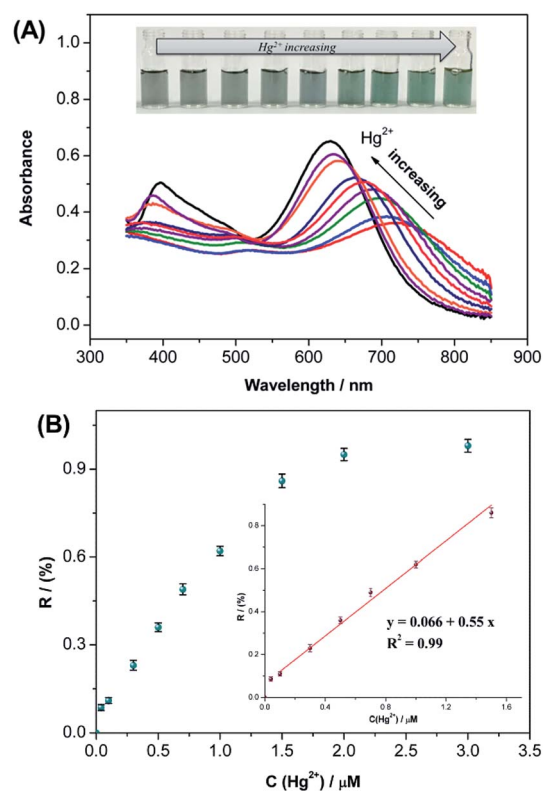 (A)
1.0
0.8
0.6
0.4
0.2
0.0
Absorbance
Hg²⁺ increasing
Hg²⁺
increasing
300 400 500 600 700 800 900
Wavelength / nm
(B)
0.9
0.6
0.3
0.0
R / (%)
0.0 0.5 1.0 1.5 2.0 2.5 3.0 3.5
C (Hg²⁺) / μM
0.8
0.6
0.4
0.2
0.0
R / (%)
y = 0.066 + 0.55 x
R² = 0.99
0.0 0.4 0.8 1.2 1.6
C(Hg²⁺) / μM